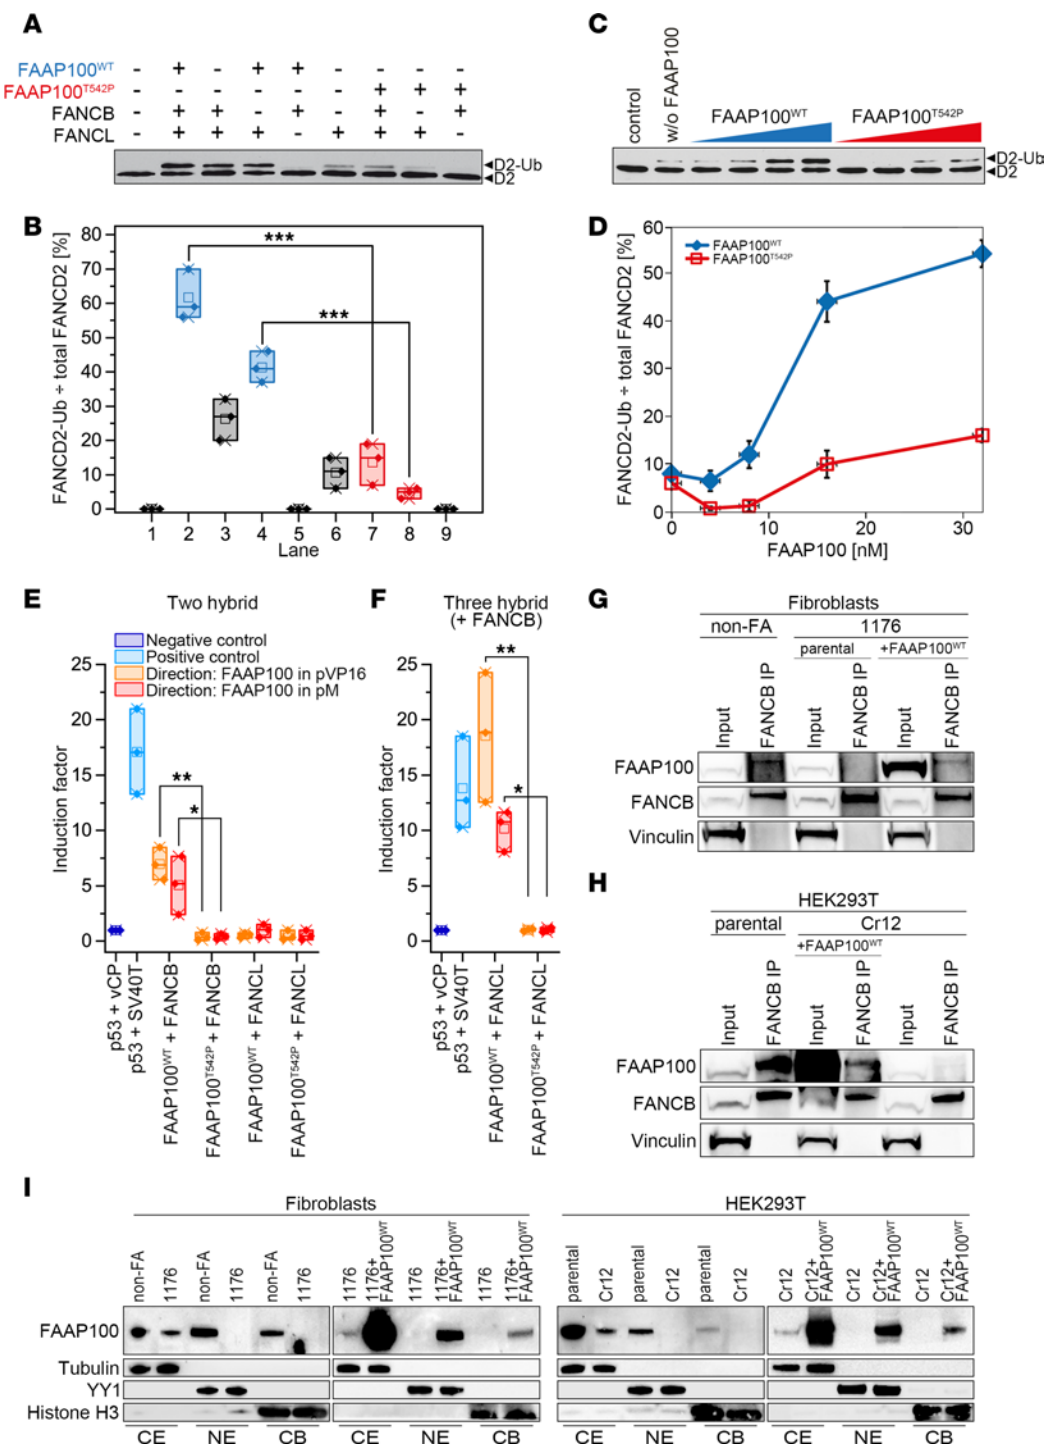 A
FAAP100WT - + - + + - - - -
FAAP100T542P - - - - - - + + +
FANCB - + + - + - + - +
FANCL - + + + - + + + -
D2-Ub
D2
C
control
w/o FAAP100
FAAP100WT
FAAP100T542P
D2-Ub
D2
B
FANCD2-Ub ÷ total FANCD2 [%]
80
70
60
50
40
30
20
10
0
***
***
1 2 3 4 5 6 7 8 9
Lane
D
FANCD2-Ub ÷ total FANCD2 [%]
60
50
40
30
20
10
0
FAAP100WT
FAAP100T542P
0 10 20 30
FAAP100 [nM]
E
Two hybrid
Negative control
Positive control
Direction: FAAP100 in pVP16
Direction: FAAP100 in pM
Induction factor
25
20
15
10
5
0
**
*
p53 + vCP
p53 + SV40T
FAAP100WT + FANCB
FAAP100T542P + FANCB
FAAP100WT + FANCL
FAAP100T542P + FANCL
F
Three hybrid
(+ FANCB)
Induction factor
25
20
15
10
5
0
**
*
p53 + vCP
p53 + SV40T
FAAP100WT + FANCL
FAAP100T542P + FANCL
G
Fibroblasts
non-FA 1176
parental +FAAP100WT
Input FANCB IP Input FANCB IP Input FANCB IP
FAAP100
FANCB
Vinculin
H
HEK293T
parental Cr12
+FAAP100WT
Input FANCB IP Input FANCB IP Input FANCB IP
FAAP100
FANCB
Vinculin
I
Fibroblasts
non-FA 1176 non-FA 1176 non-FA 1176 1176 1176+ FAAP100WT 1176 1176+ FAAP100WT 1176 1176+ FAAP100WT
HEK293T
parental Cr12 parental Cr12 parental Cr12 Cr12 Cr12+ FAAP100WT Cr12 Cr12+ FAAP100WT Cr12 Cr12+ FAAP100WT
FAAP100
Tubulin
YY1
Histone H3
CE NE CB CE NE CB CE NE CB CE NE CB